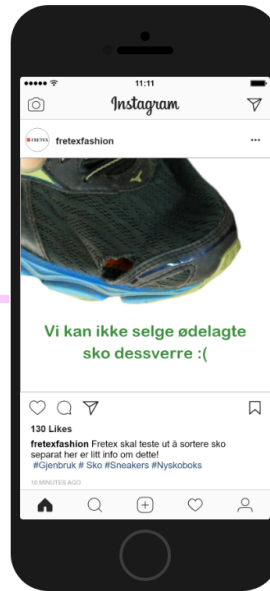 11:11
Instagram
FRETEX fretexfashion
Vi kan ikke selge ødelagte
sko dessverre :(
130 Likes
fretexfashion Fretex skal teste ut å sortere sko
separat her er litt info om dette!
#Gjenbruk # Sko #Sneakers #Nyskoboks
10 MINUTES AGO